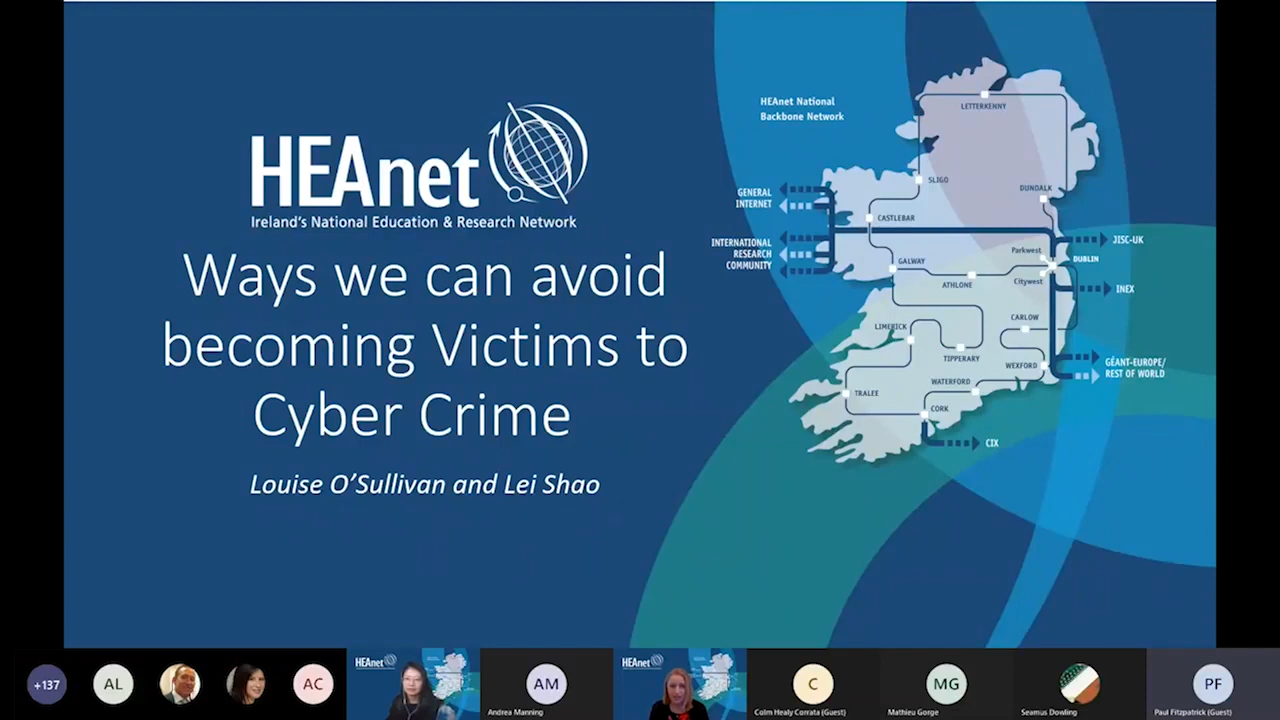 HEAnet
Ireland's National Education & Research Network
Ways we can avoid
becoming Victims to
Cyber Crime
Louise O'Sullivan and Lei Shao
HEAnet National
Backbone Network
LETTERKENNY
SLIGO
DUNDALK
GENERAL
INTERNET
CASTLEBAR
INTERNATIONAL
RESEARCH
COMMUNITY
JISC-UK
Parkwest
DUBLIN
GALWAY
Citywest
ATHLONE
INEX
CARLOW
LIMERICK
TIPPERARY
WEXFORD
GÉANT-EUROPE/
REST OF WORLD
WATERFORD
TRALEE
CORK
CIX
+137
AL
AC
HEAnet
AM
Andrea Manning
HEAnet
C
Colm Healy Corrata (Guest)
MG
Mathieu Gorge
Seamus Dowling
PF
Paul Fitzpatrick (Guest)